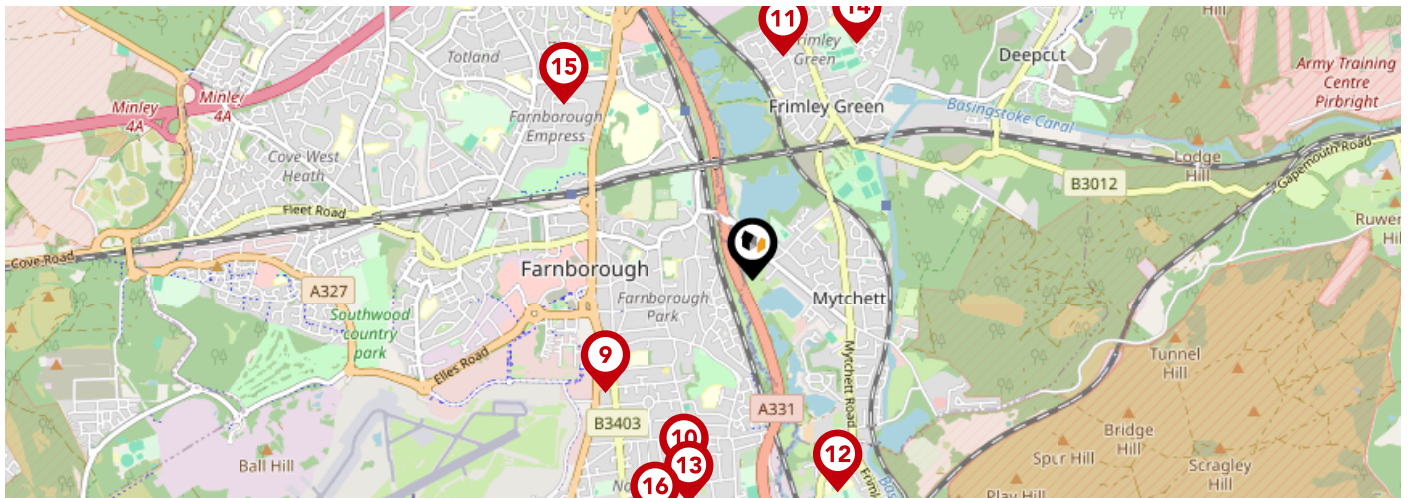 11
14
Hill
Frimley
Green
Deepcut
Totland
15
Army Training
Centre
Pirbright
Minley
4A
Minley
4A
Farnborough
Empress
Frimley Green
Basingstoke Canal
Cove West
Heath
Lodge
Hill
Gapemouth Road
B3012
Fleet Road
Cove Road
Farnborough
A327
Farnborough
Park
Mytchett
Southwood
country
park
Elles Road
9
Mytchett Road
Tunnel
Hill
A331
B3403
10
13
16
12
Bridge
Hill
Ball Hill
Spur Hill
Scragley
Hill
Play Hill